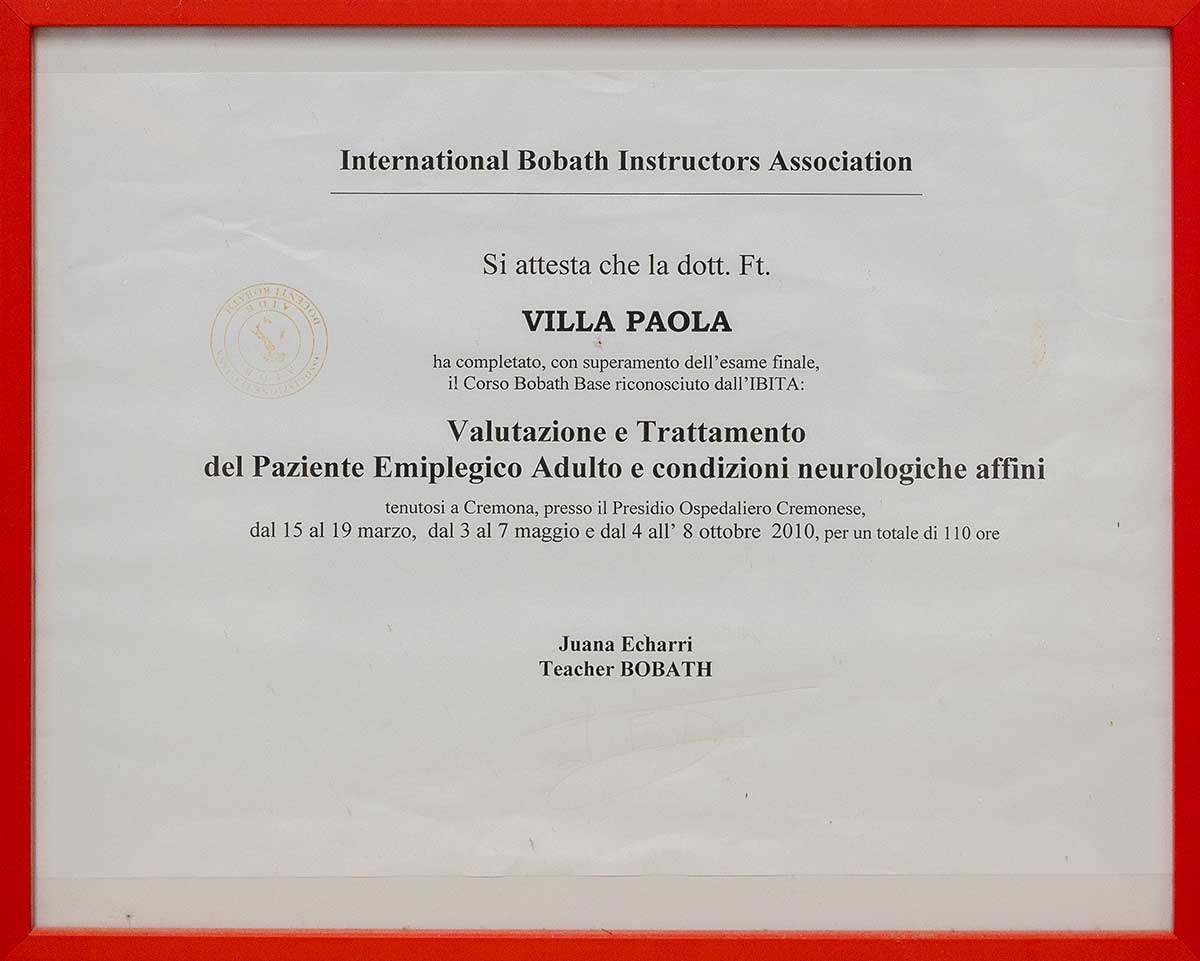 International Bobath Instructors Association
Si attesta che la dott. Ft.
VILLA PAOLA
ha completato, con superamento dell'esame finale,
il Corso Bobath Base riconosciuto dall'IBITA:
Valutazione e Trattamento
del Paziente Emiplegico Adulto e condizioni neurologiche affini
tenutosi a Cremona, presso il Presidio Ospedaliero Cremonese,
dal 15 al 19 marzo, dal 3 al 7 maggio e dal 4 all' 8 ottobre 2010, per un totale di 110 ore
Juana Echarri
Teacher BOBATH
DOCENTI BOBATH